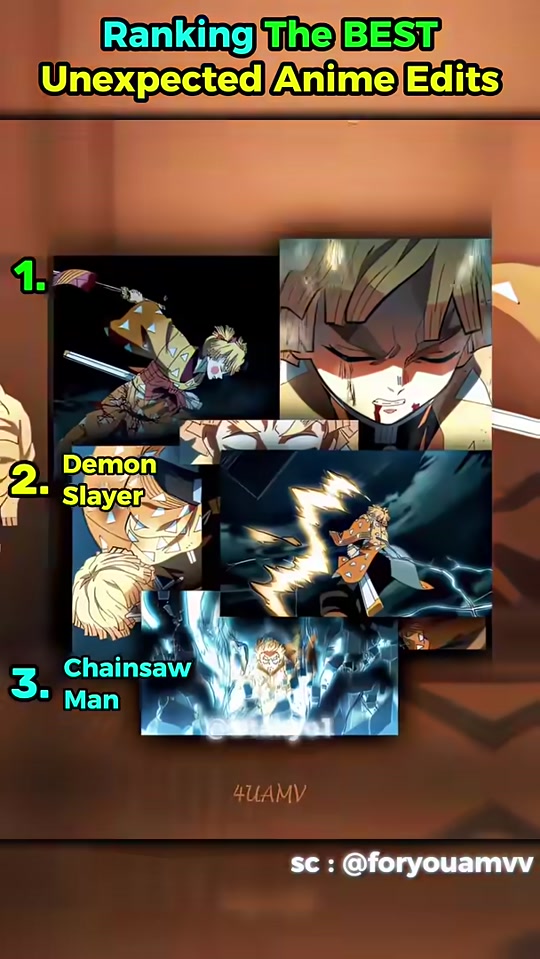 Ranking The BEST
Unexpected Anime Edits
1.
2. Demon
Slayer
3. Chainsaw
Man
4UAMV
sc : @foryouamvv